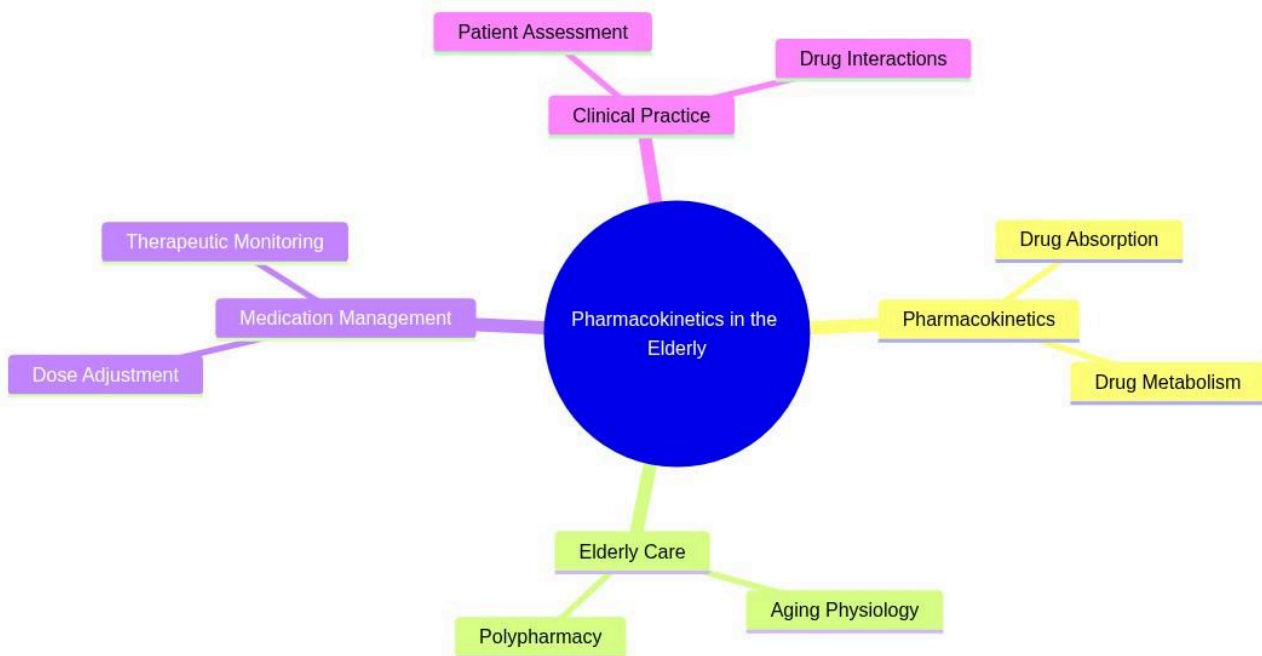 Patient Assessment
Drug Interactions
Clinical Practice
Therapeutic Monitoring
Drug Absorption
Medication Management
Pharmacokinetics in the
Elderly
Pharmacokinetics
Dose Adjustment
Drug Metabolism
Elderly Care
Aging Physiology
Polypharmacy